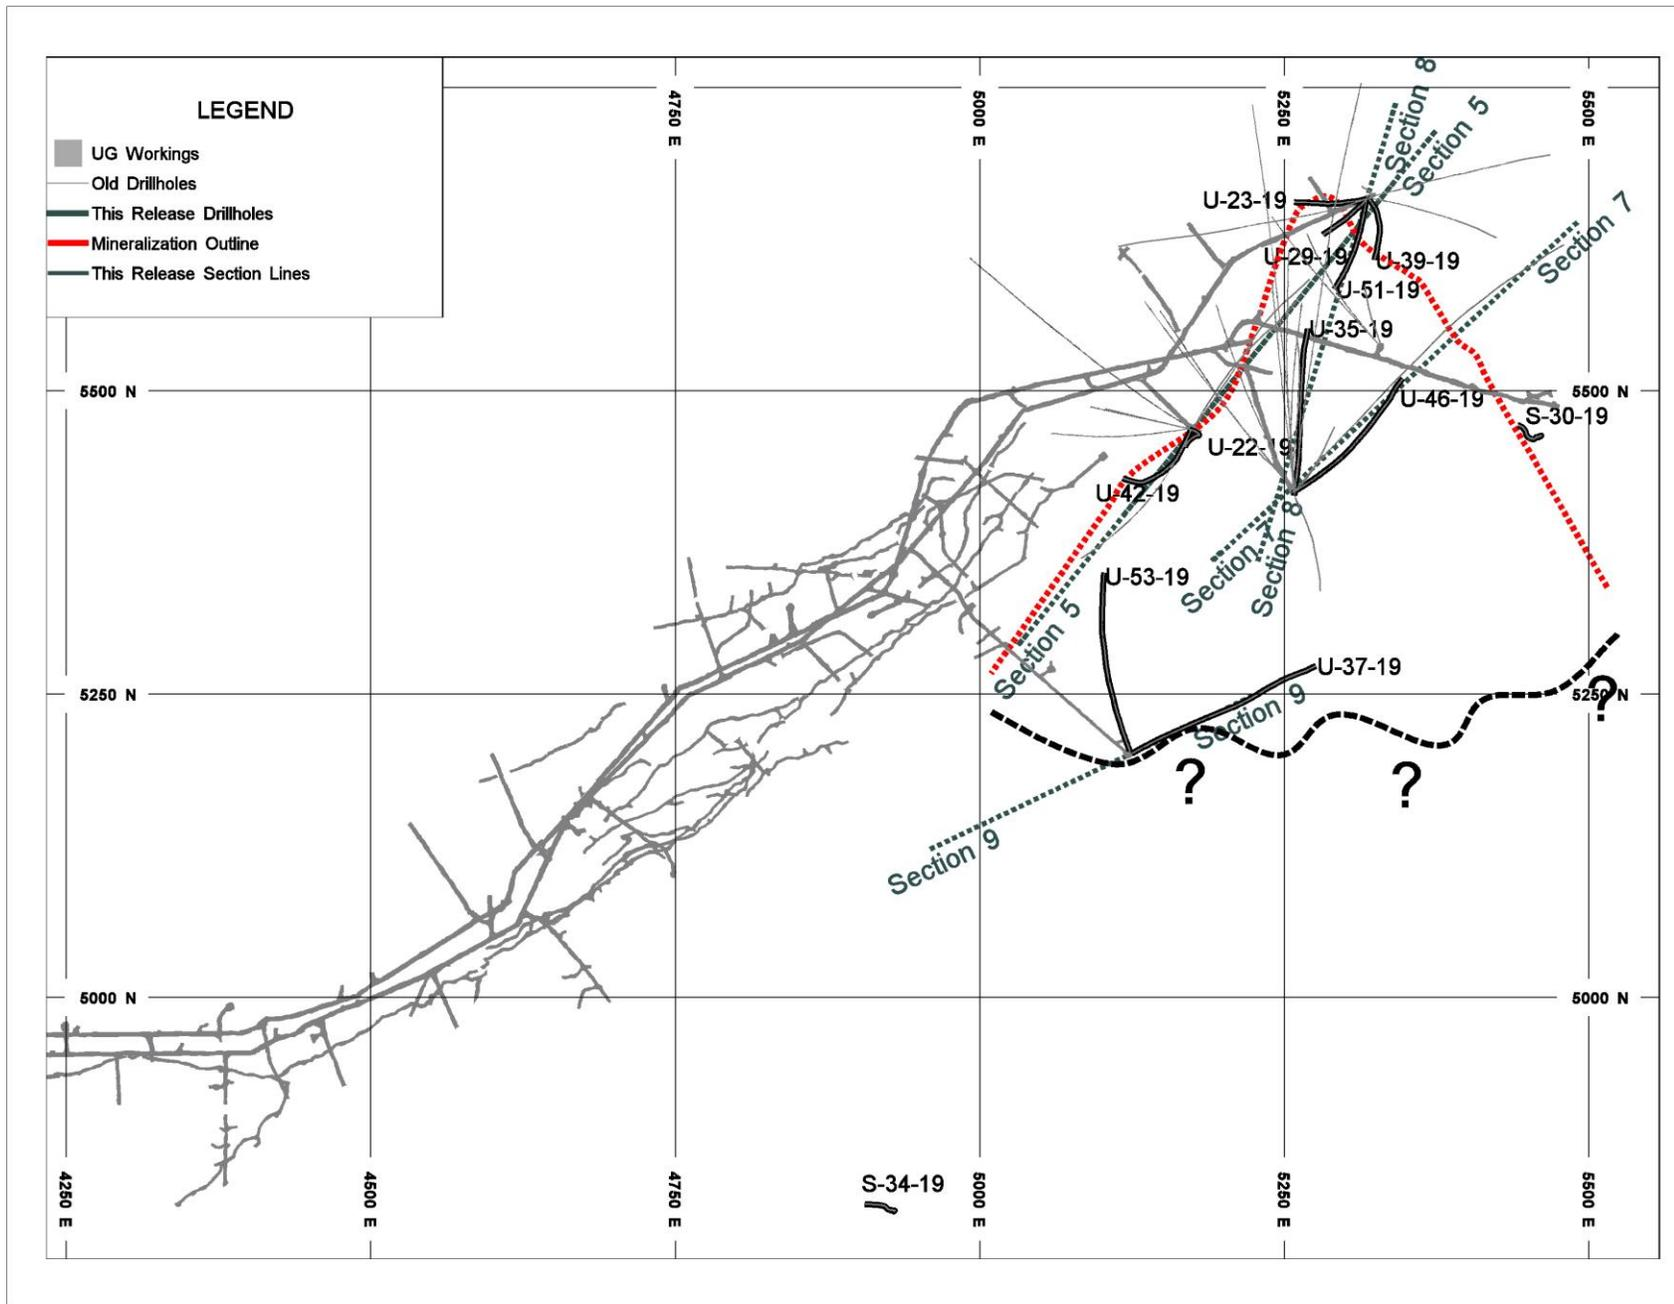 LEGEND
UG Workings
Old Drillholes
This Release Drillholes
Mineralization Outline
This Release Section Lines
4750 E
5000 E
5250 E
5500 E
Section 8
Section 5
Section 7
U-23-19
U-29-19
U-39-19
U-51-19
U-35-19
5500 N
5500 N
U-46-19
S-30-19
U-22-19
U-42-19
Section 7
Section 8
U-53-19
Section 5
U-37-19
5250 N
5250 N
Section 9
?
?
?
Section 9
5000 N
5000 N
S-34-19
4250 E
4500 E
4750 E
5000 E
5250 E
5500 E